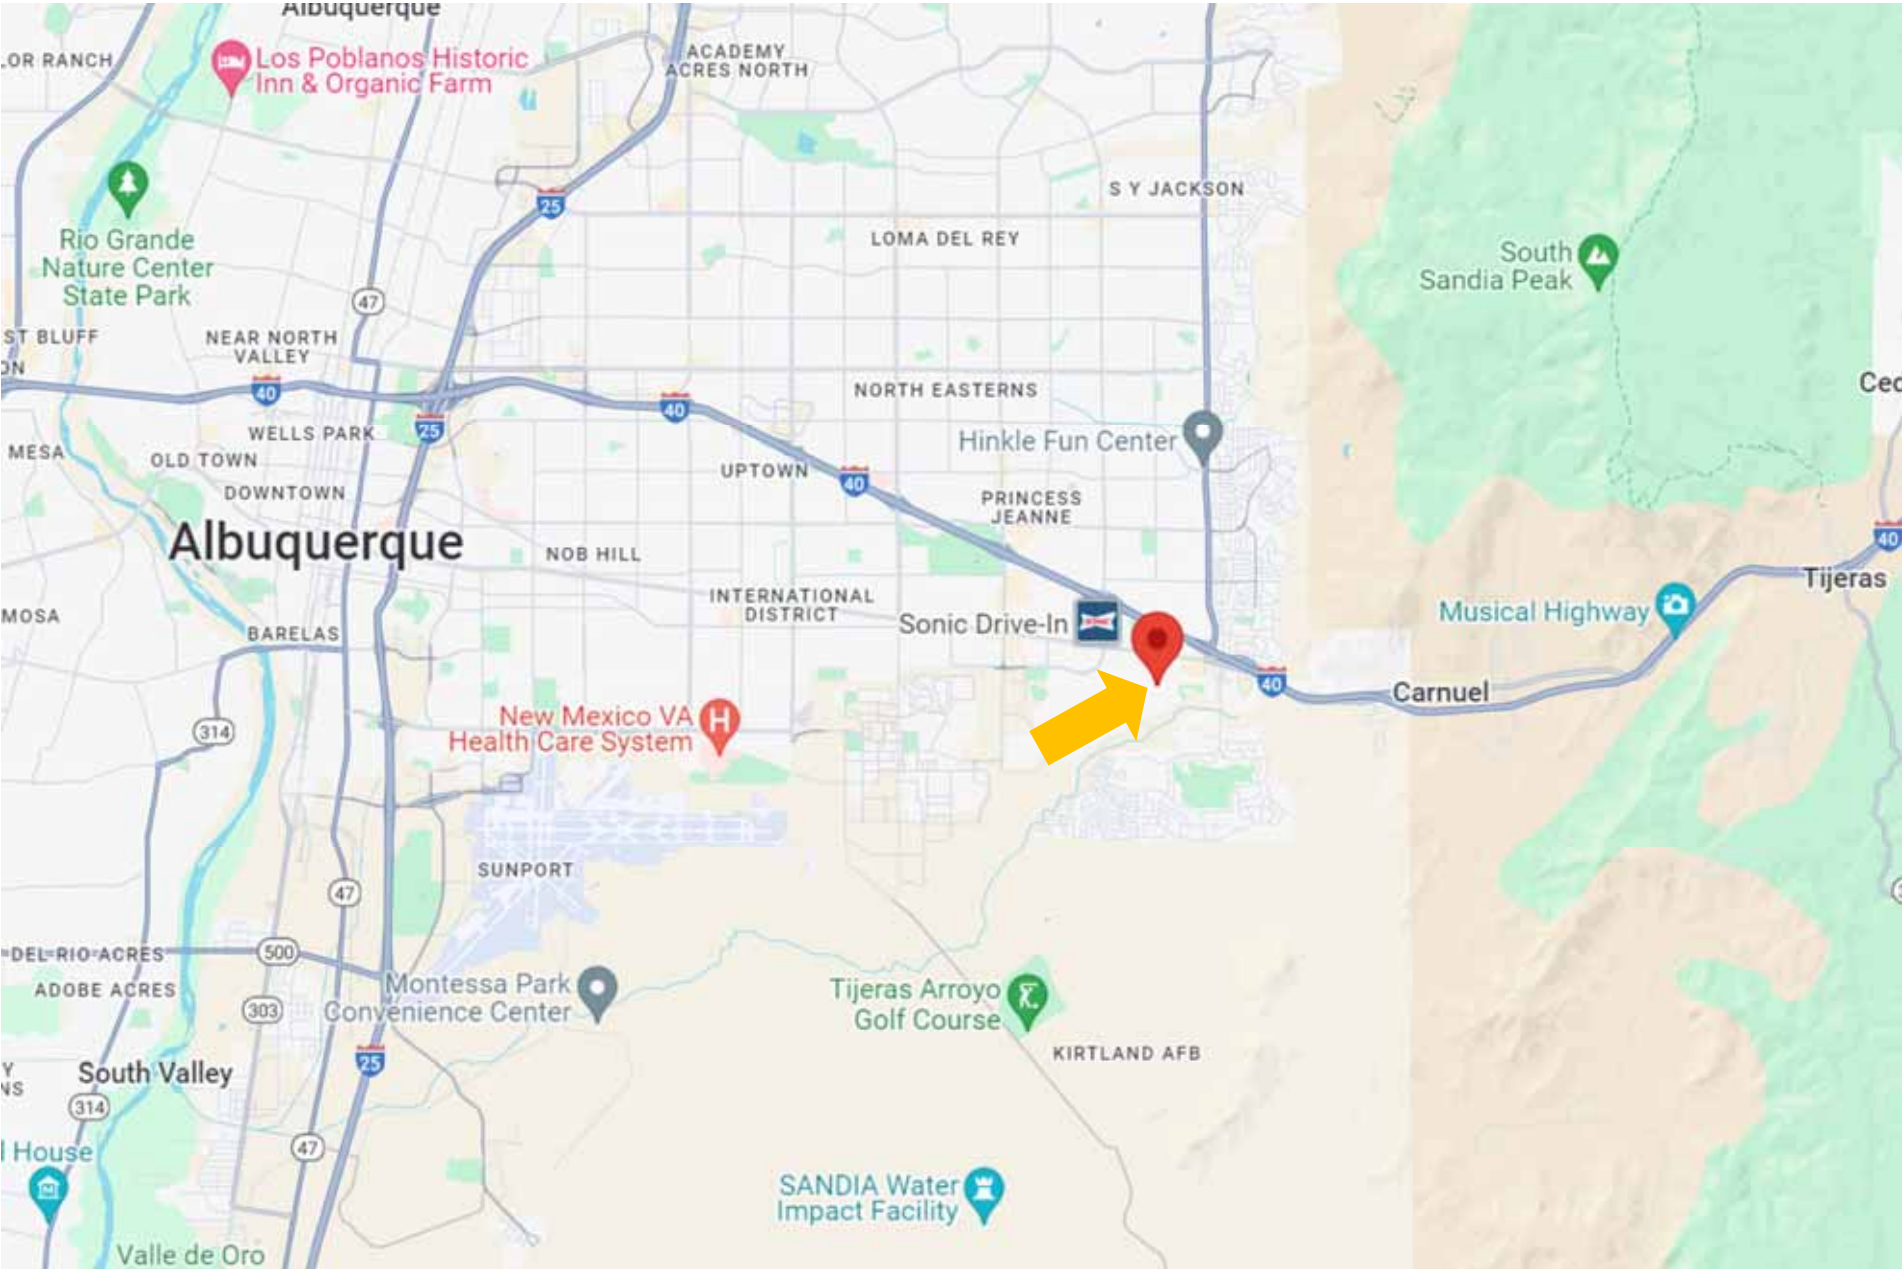 Albuquerque
LOR RANCH
Los Poblanos Historic
Inn & Organic Farm
ACADEMY
ACRES NORTH
Rio Grande
Nature Center
State Park
25
S Y JACKSON
LOMA DEL REY
South
Sandia Peak
47
ST BLUFF
NEAR NORTH
VALLEY
ON
40
40
25
NORTH EASTERNS
Cec
WELLS PARK
MESA
OLD TOWN
DOWNTOWN
Hinkle Fun Center
UPTOWN
40
PRINCESS
JEANNE
Albuquerque
NOB HILL
40
Tijeras
INTERNATIONAL
DISTRICT
MOSA
BARELAS
Sonic Drive-In
Musical Highway
40
Carnuel
314
New Mexico VA
Health Care System
H
SUNPORT
47
DEL RIO ACRES
500
ADOBE ACRES
303
Montessa Park
Convenience Center
Tijeras Arroyo
Golf Course
KIRTLAND AFB
25
South Valley
Y
NS
314
47
House
SANDIA Water
Impact Facility
Valle de Oro